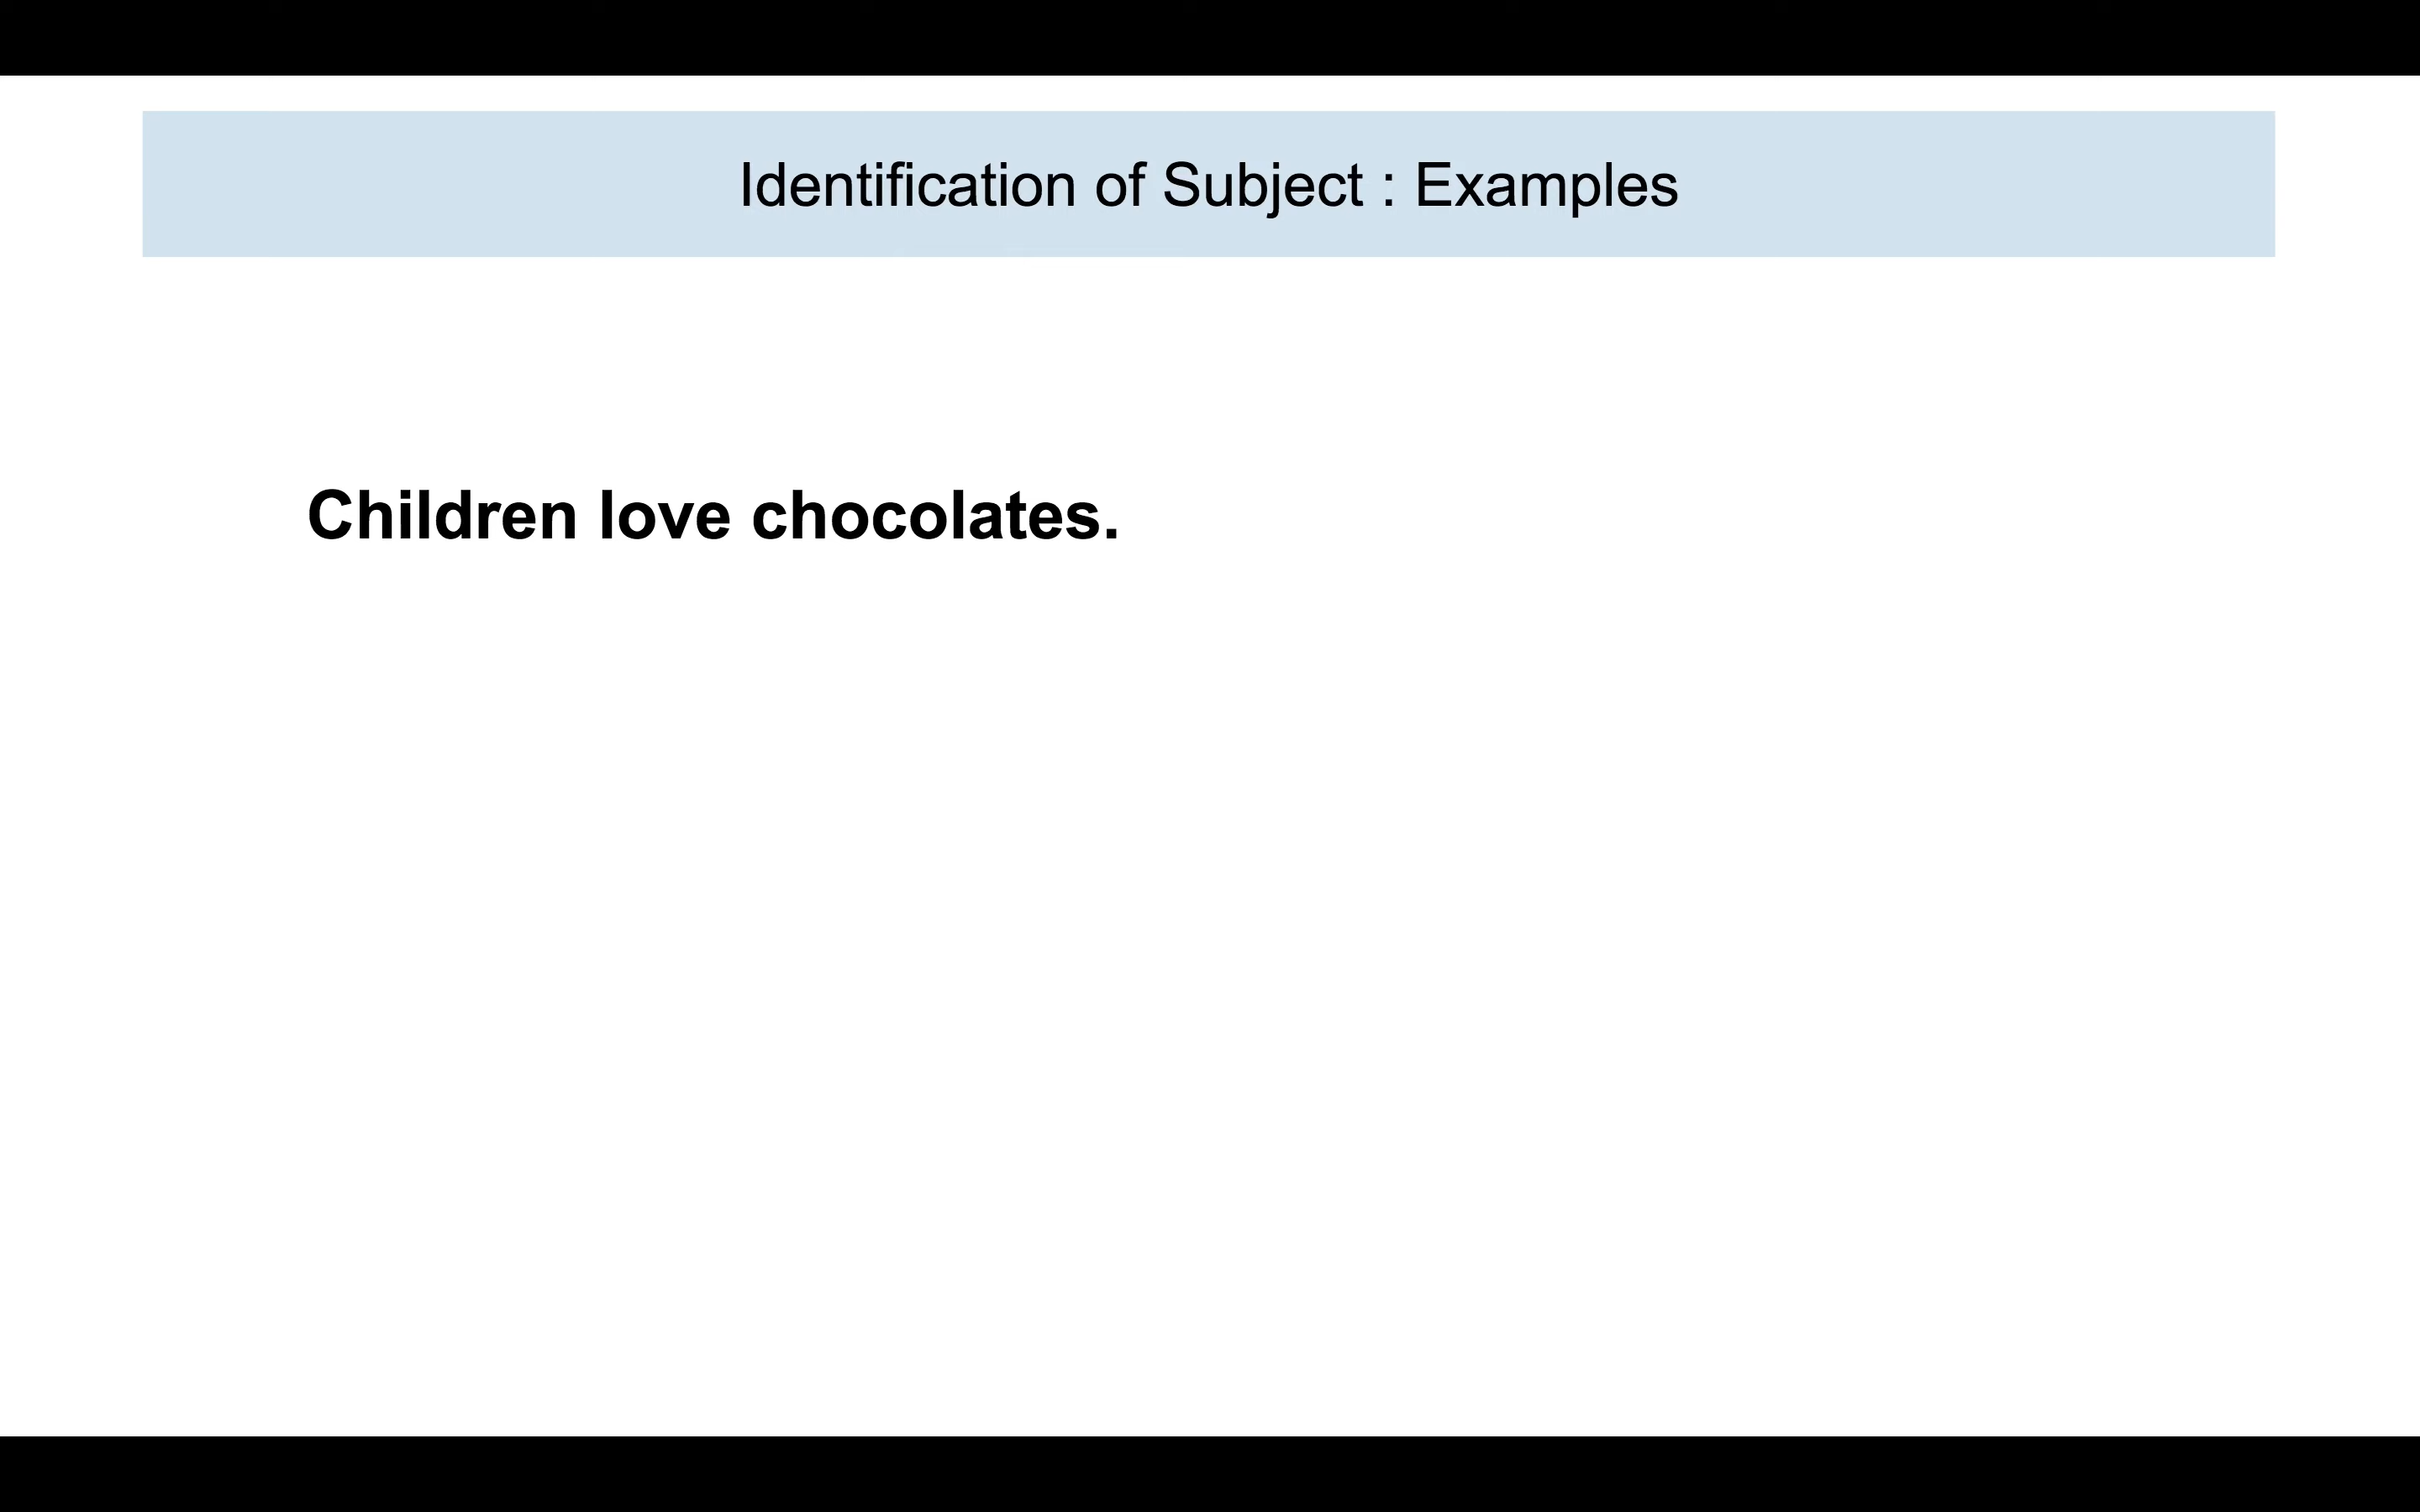 Identification of Subject : Examples
Children love chocolates.